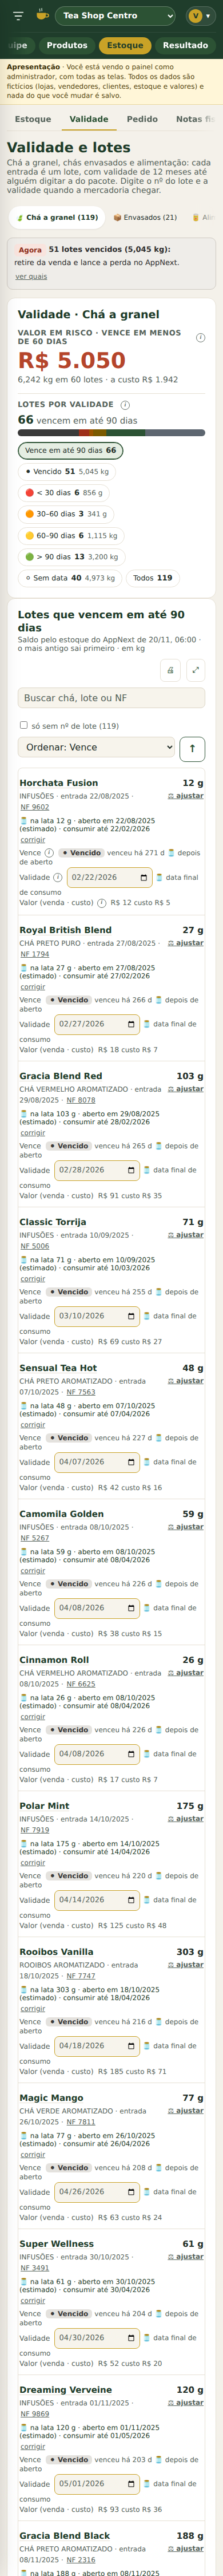 Tea Shop Centro
V ▾
uipe
Produtos
Estoque
Resultado
Apresentação · Você está vendo o painel como administrador, com todas as telas. Todos os dados são fictícios (lojas, vendedores, clientes, estoque e valores) e nada do que você mudar é salvo.
Estoque
Validade
Pedido
Notas fis
Validade e lotes
Chá a granel, chás envasados e alimentação: cada entrada é um lote, com validade de 12 meses até alguém digitar a do pacote. Digite o nº do lote e a validade quando a mercadoria chegar.
Chá a granel (119)
Envasados (21)
Agora 51 lotes vencidos (5,045 kg):
retire da venda e lance a perda no AppNext.
ver quais
Validade · Chá a granel
VALOR EM RISCO · VENCE EM MENOS DE 60 DIAS
R$ 5.050
6,242 kg em 60 lotes · a custo R$ 1.942
LOTES POR VALIDADE
66 vencem em até 90 dias
Vence em até 90 dias 66
Vencido 51 5,045 kg
< 30 dias 6 856 g
30–60 dias 3 341 g
60–90 dias 6 1,115 kg
> 90 dias 13 3,200 kg
Sem data 40 4,973 kg
Todos 119
Lotes que vencem em até 90 dias
Saldo pelo estoque do AppNext de 20/11, 06:00 · o mais antigo sai primeiro · em kg
Buscar chá, lote ou NF
só sem nº de lote (119)
Ordenar: Vence
↑
Horchata Fusion 12 g
INFUSÕES · entrada 22/08/2025 · NF 9602
ajustar
na lata 12 g · aberto em 22/08/2025 (estimado) · consumir até 22/02/2026
corrigir
Vence Vencido venceu há 271 d depois de aberto
Validade 02/22/2026 data final de consumo
Valor (venda · custo) R$ 12 custo R$ 5
Royal British Blend 27 g
CHÁ PRETO PURO · entrada 27/08/2025 · NF 1794
ajustar
na lata 27 g · aberto em 27/08/2025 (estimado) · consumir até 27/02/2026
corrigir
Vence Vencido venceu há 266 d depois de aberto
Validade 02/27/2026 data final de consumo
Valor (venda · custo) R$ 18 custo R$ 7
Gracia Blend Red 103 g
CHÁ VERMELHO AROMATIZADO · entrada 29/08/2025 · NF 8078
ajustar
na lata 103 g · aberto em 29/08/2025 (estimado) · consumir até 28/02/2026
corrigir
Vence Vencido venceu há 265 d depois de aberto
Validade 02/28/2026 data final de consumo
Valor (venda · custo) R$ 91 custo R$ 35
Classic Torrija 71 g
INFUSÕES · entrada 10/09/2025 · NF 5006
ajustar
na lata 71 g · aberto em 10/09/2025 (estimado) · consumir até 10/03/2026
corrigir
Vence Vencido venceu há 255 d depois de aberto
Validade 03/10/2026 data final de consumo
Valor (venda · custo) R$ 69 custo R$ 27
Sensual Tea Hot 48 g
CHÁ PRETO AROMATIZADO · entrada 07/10/2025 · NF 7563
ajustar
na lata 48 g · aberto em 07/10/2025 (estimado) · consumir até 07/04/2026
corrigir
Vence Vencido venceu há 227 d depois de aberto
Validade 04/07/2026 data final de consumo
Valor (venda · custo) R$ 42 custo R$ 16
Camomila Golden 59 g
INFUSÕES · entrada 08/10/2025 · NF 5267
ajustar
na lata 59 g · aberto em 08/10/2025 (estimado) · consumir até 08/04/2026
corrigir
Vence Vencido venceu há 226 d depois de aberto
Validade 04/08/2026 data final de consumo
Valor (venda · custo) R$ 38 custo R$ 15
Cinnamon Roll 26 g
CHÁ VERMELHO AROMATIZADO · entrada 08/10/2025 · NF 6625
ajustar
na lata 26 g · aberto em 08/10/2025 (estimado) · consumir até 08/04/2026
corrigir
Vence Vencido venceu há 226 d depois de aberto
Validade 04/08/2026 data final de consumo
Valor (venda · custo) R$ 17 custo R$ 7
Polar Mint 175 g
INFUSÕES · entrada 14/10/2025 · NF 7919
ajustar
na lata 175 g · aberto em 14/10/2025 (estimado) · consumir até 14/04/2026
corrigir
Vence Vencido venceu há 220 d depois de aberto
Validade 04/14/2026 data final de consumo
Valor (venda · custo) R$ 125 custo R$ 48
Rooibos Vanilla 303 g
ROOIBOS AROMATIZADO · entrada 18/10/2025 · NF 7747
ajustar
na lata 303 g · aberto em 18/10/2025 (estimado) · consumir até 18/04/2026
corrigir
Vence Vencido venceu há 216 d depois de aberto
Validade 04/18/2026 data final de consumo
Valor (venda · custo) R$ 185 custo R$ 71
Magic Mango 77 g
CHÁ VERDE AROMATIZADO · entrada 26/10/2025 · NF 7811
ajustar
na lata 77 g · aberto em 26/10/2025 (estimado) · consumir até 26/04/2026
corrigir
Vence Vencido venceu há 208 d depois de aberto
Validade 04/26/2026 data final de consumo
Valor (venda · custo) R$ 63 custo R$ 24
Super Wellness 61 g
INFUSÕES · entrada 30/10/2025 · NF 3491
ajustar
na lata 61 g · aberto em 30/10/2025 (estimado) · consumir até 30/04/2026
corrigir
Vence Vencido venceu há 204 d depois de aberto
Validade 04/30/2026 data final de consumo
Valor (venda · custo) R$ 52 custo R$ 20
Dreaming Verveine 120 g
INFUSÕES · entrada 01/11/2025 · NF 9869
ajustar
na lata 120 g · aberto em 01/11/2025 (estimado) · consumir até 01/05/2026
corrigir
Vence Vencido venceu há 203 d depois de aberto
Validade 05/01/2026 data final de consumo
Valor (venda · custo) R$ 93 custo R$ 36
Gracia Blend Black 188 g
CHÁ PRETO AROMATIZADO · entrada 08/11/2025 · NF 2316
ajustar
na lata 188 g · aberto em 08/11/2025